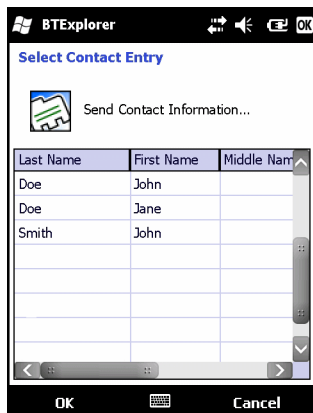 BTExplorer OK
Select Contact Entry
Send Contact Information...
Last Name First Name Middle Nam
Doe John
Doe Jane
Smith John
OK Cancel